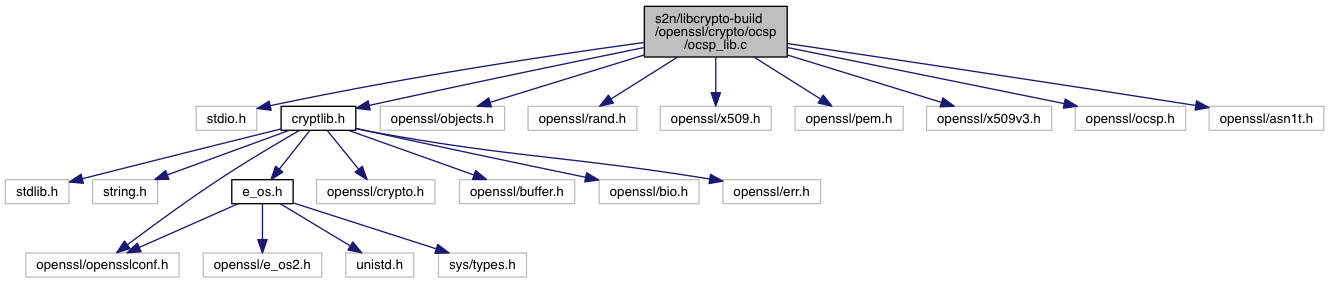 s2n/libcrypto-build
/openssl/crypto/ocsp
/ocsp_lib.c
stdio.h
cryptlib.h
openssl/objects.h
openssl/rand.h
openssl/x509.h
openssl/pem.h
openssl/x509v3.h
openssl/ocsp.h
openssl/asn1t.h
stdlib.h
string.h
e_os.h
openssl/crypto.h
openssl/buffer.h
openssl/bio.h
openssl/err.h
openssl/opensslconf.h
openssl/e_os2.h
unistd.h
sys/types.h